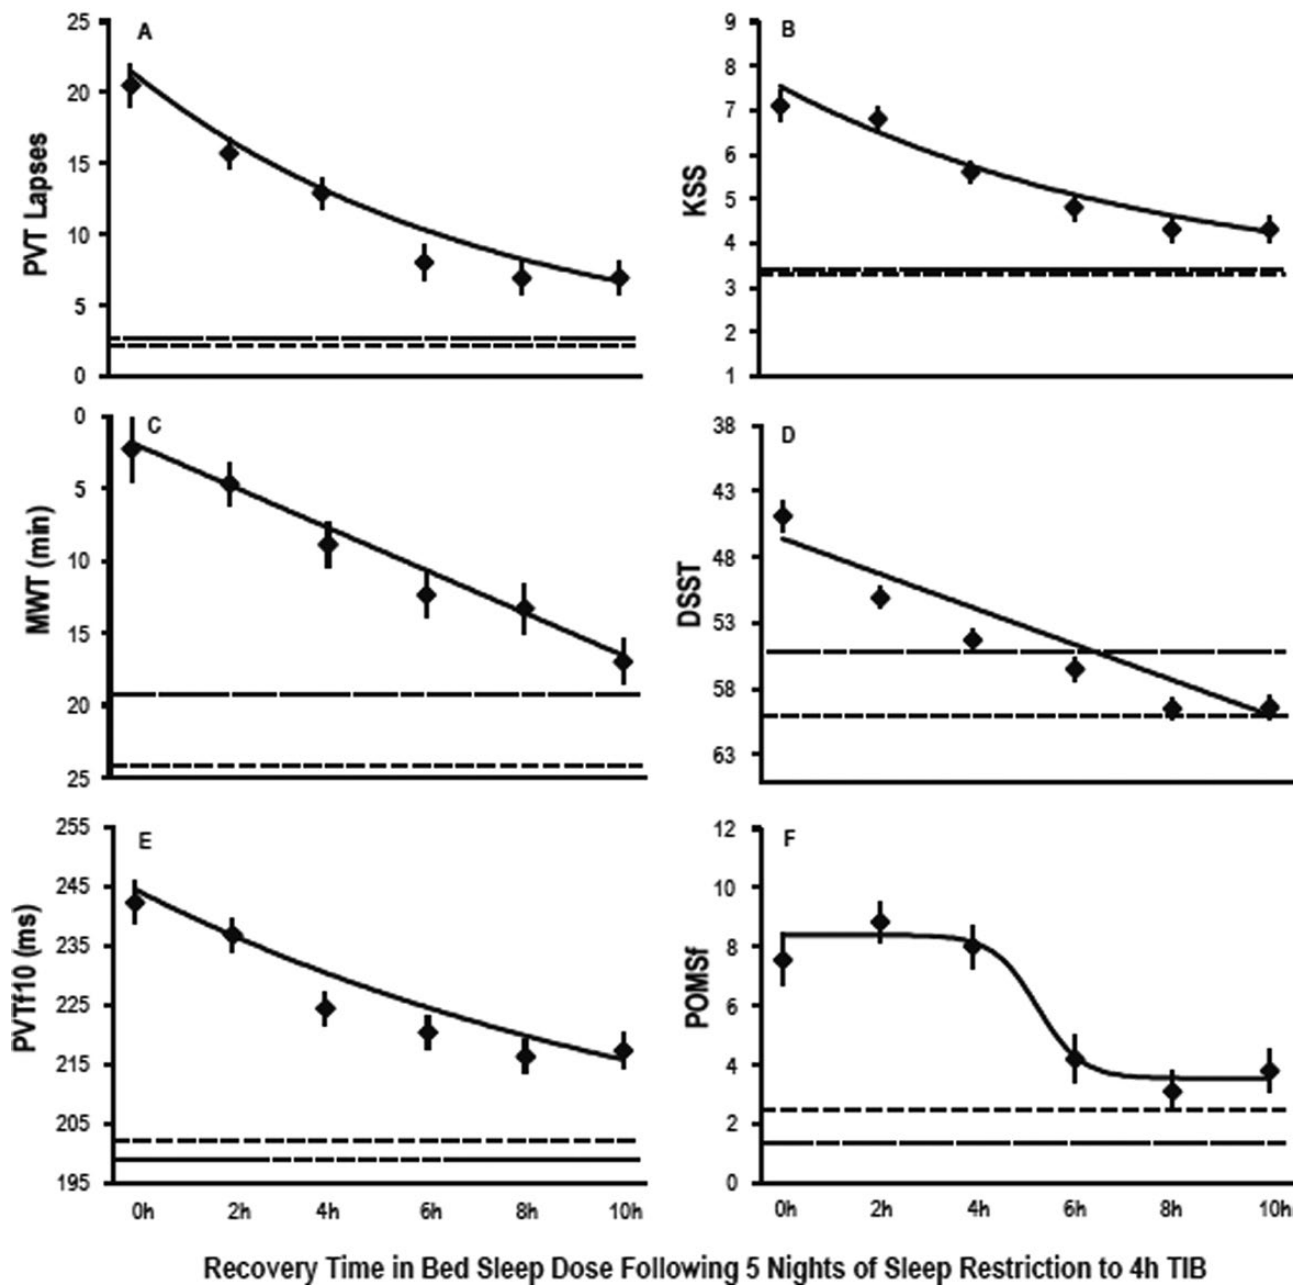 A
PVT Lapses
25
20
15
10
5
0
B
KSS
9
8
7
6
5
4
3
2
1
C
MWT (min)
0
5
10
15
20
25
D
DSST
38
43
48
53
58
63
E
PVTf10 (ms)
255
245
235
225
215
205
195
0h 2h 4h 6h 8h 10h
F
POMSf
12
10
8
6
4
2
0
0h 2h 4h 6h 8h 10h
Recovery Time in Bed Sleep Dose Following 5 Nights of Sleep Restriction to 4h TIB